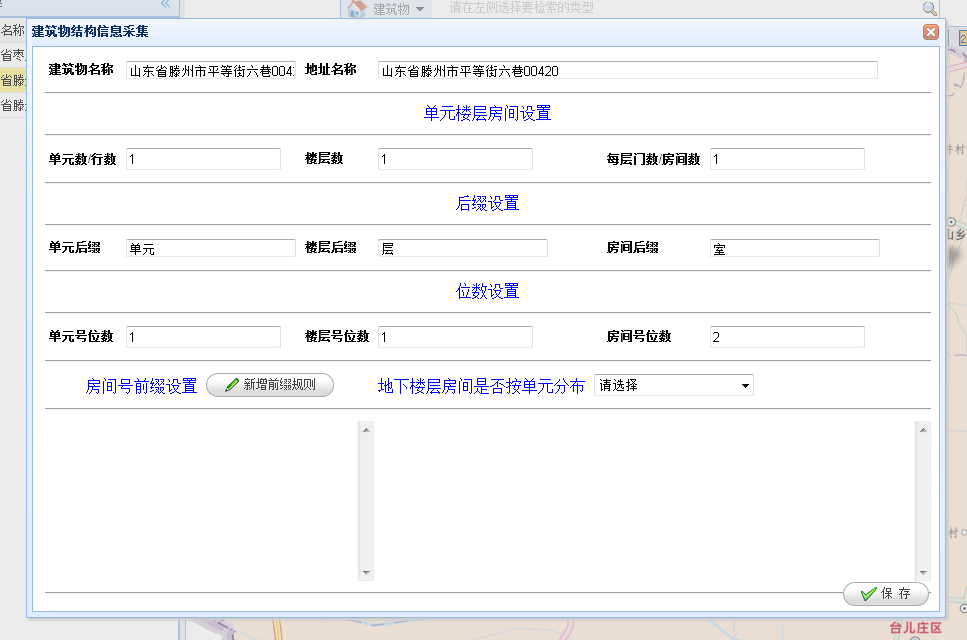 建筑物 请在左侧选择要检索的类型
名称
建筑物结构信息采集
省枣
省滕
省滕
建筑物名称 山东省滕州市平等街六巷004 地址名称 山东省滕州市平等街六巷00420
单元楼层房间设置
单元数/行数 1 楼层数 1 每层门数/房间数 1
后缀设置
单元后缀 单元 楼层后缀 层 房间后缀 室
位数设置
单元号位数 1 楼层号位数 1 房间号位数 2
房间号前缀设置 新增前缀规则 地下楼层房间是否按单元分布 请选择
保 存
村
山乡
村
台儿庄区